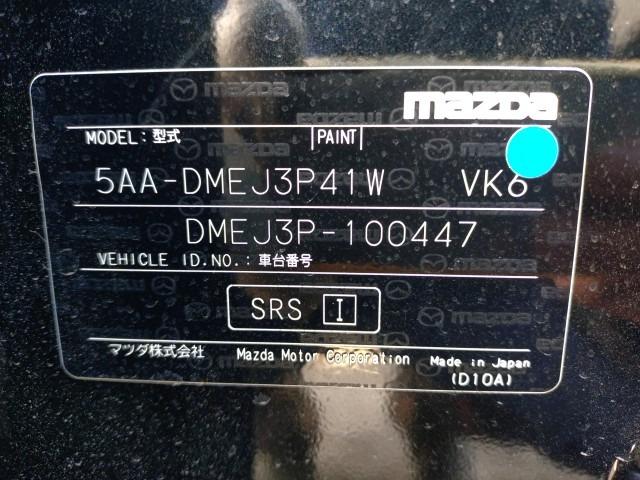 mazda
MODEL: 型式 PAINT
5AA-DMEJ3P41W VK6
DMEJ3P-100447
VEHICLE ID.NO.: 車台番号
SRS I
マツダ株式会社 Mazda Motor Corporation Made in Japan
(D10A)